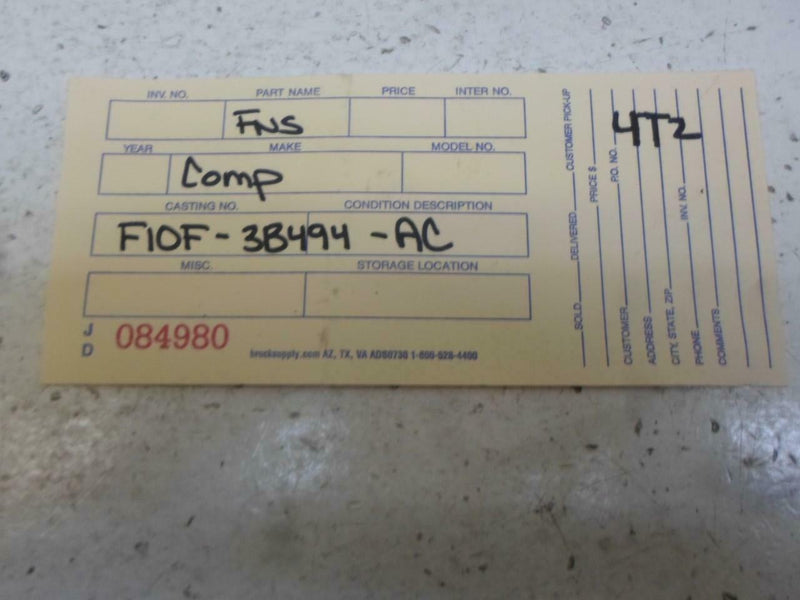 INV. NO. PART NAME PRICE INTER NO.
FNS
YEAR MAKE MODEL NO.
Comp
CASTING NO. CONDITION DESCRIPTION
F1OF-3B494-AC
MISC. STORAGE LOCATION
J D 084980
brocksupply.com AZ, TX, VA ADS0730 1-800-528-4400
SOLD DELIVERED CUSTOMER PICK-UP
PRICE $
P.O. NO.
4T2
CUSTOMER
ADDRESS
CITY, STATE, ZIP INV. NO.
PHONE
COMMENTS